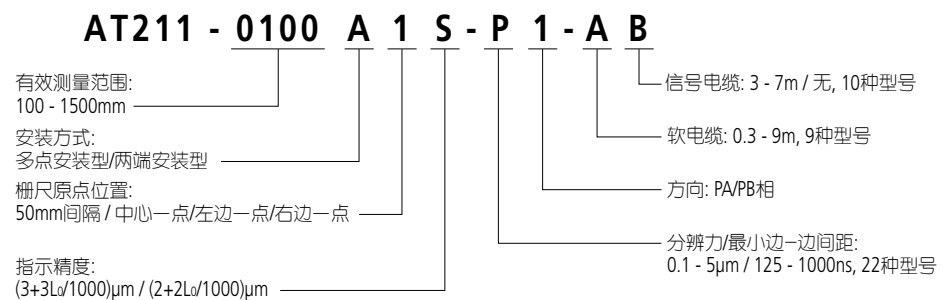 AT211 - 0100 A 1 S - P 1 - A B
有效测量范围:
100 - 1500mm
安装方式:
多点安装型/两端安装型
栅尺原点位置:
50mm间隔 / 中心一点/左边一点/右边一点
指示精度:
(3+3L₀/1000)μm / (2+2L₀/1000)μm
信号电缆: 3 - 7m / 无, 10种型号
软电缆: 0.3 - 9m, 9种型号
方向: PA/PB相
分辨力/最小边−边间距:
0.1 - 5μm / 125 - 1000ns, 22种型号